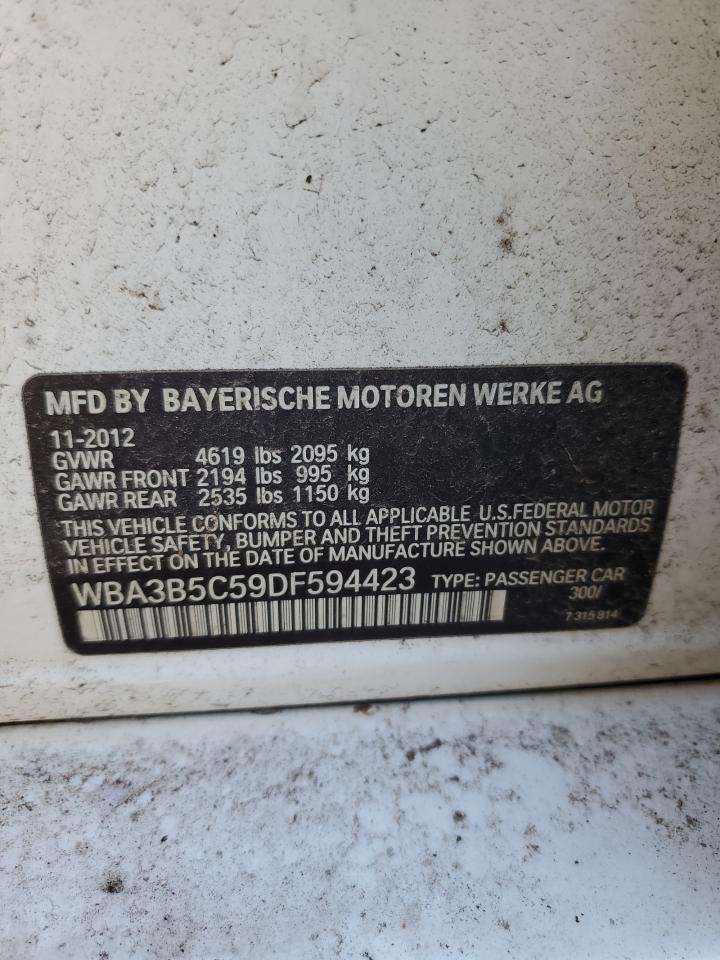 MFD BY BAYERISCHE MOTOREN WERKE AG
11-2012
GVWR 4619 lbs 2095 kg
GAWR FRONT 2194 lbs 995 kg
GAWR REAR 2535 lbs 1150 kg
THIS VEHICLE CONFORMS TO ALL APPLICABLE U.S.FEDERAL MOTOR
VEHICLE SAFETY, BUMPER AND THEFT PREVENTION STANDARDS
IN EFFECT ON THE DATE OF MANUFACTURE SHOWN ABOVE.
WBA3B5C59DF594423 TYPE: PASSENGER CAR
300/
7 315 814